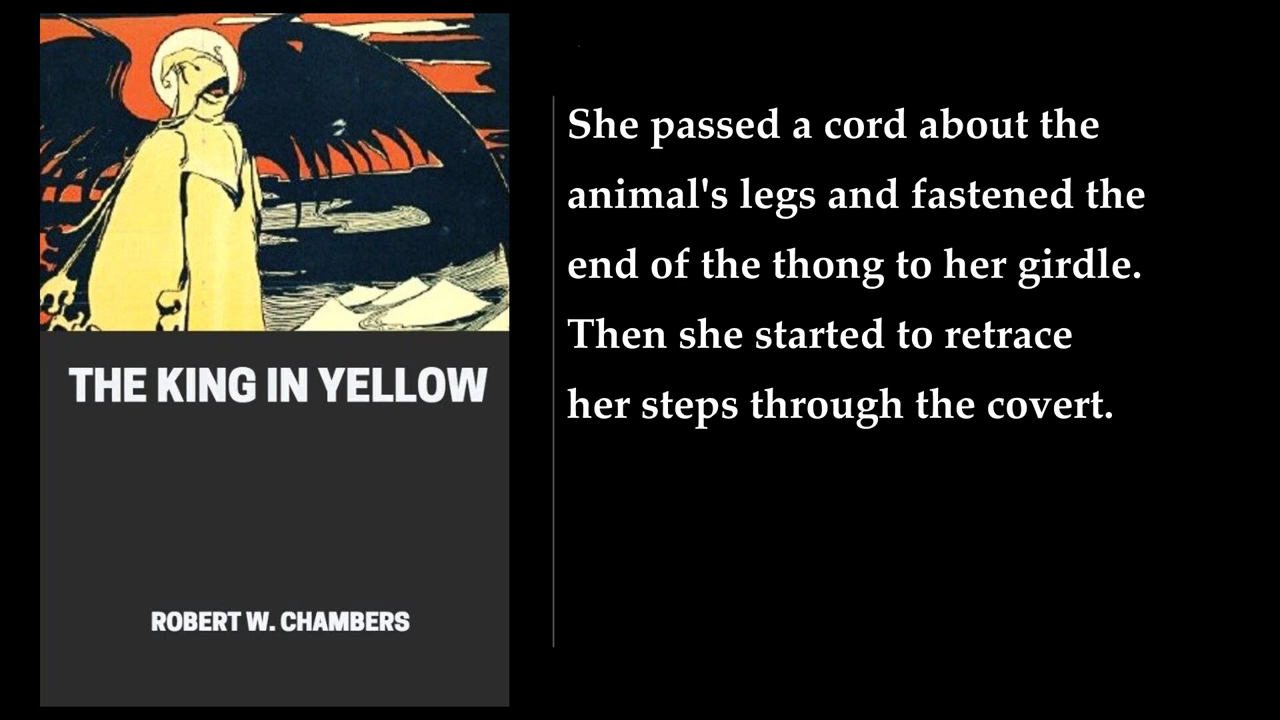 THE KING IN YELLOW
ROBERT W. CHAMBERS
She passed a cord about the
animal's legs and fastened the
end of the thong to her girdle.
Then she started to retrace
her steps through the covert.